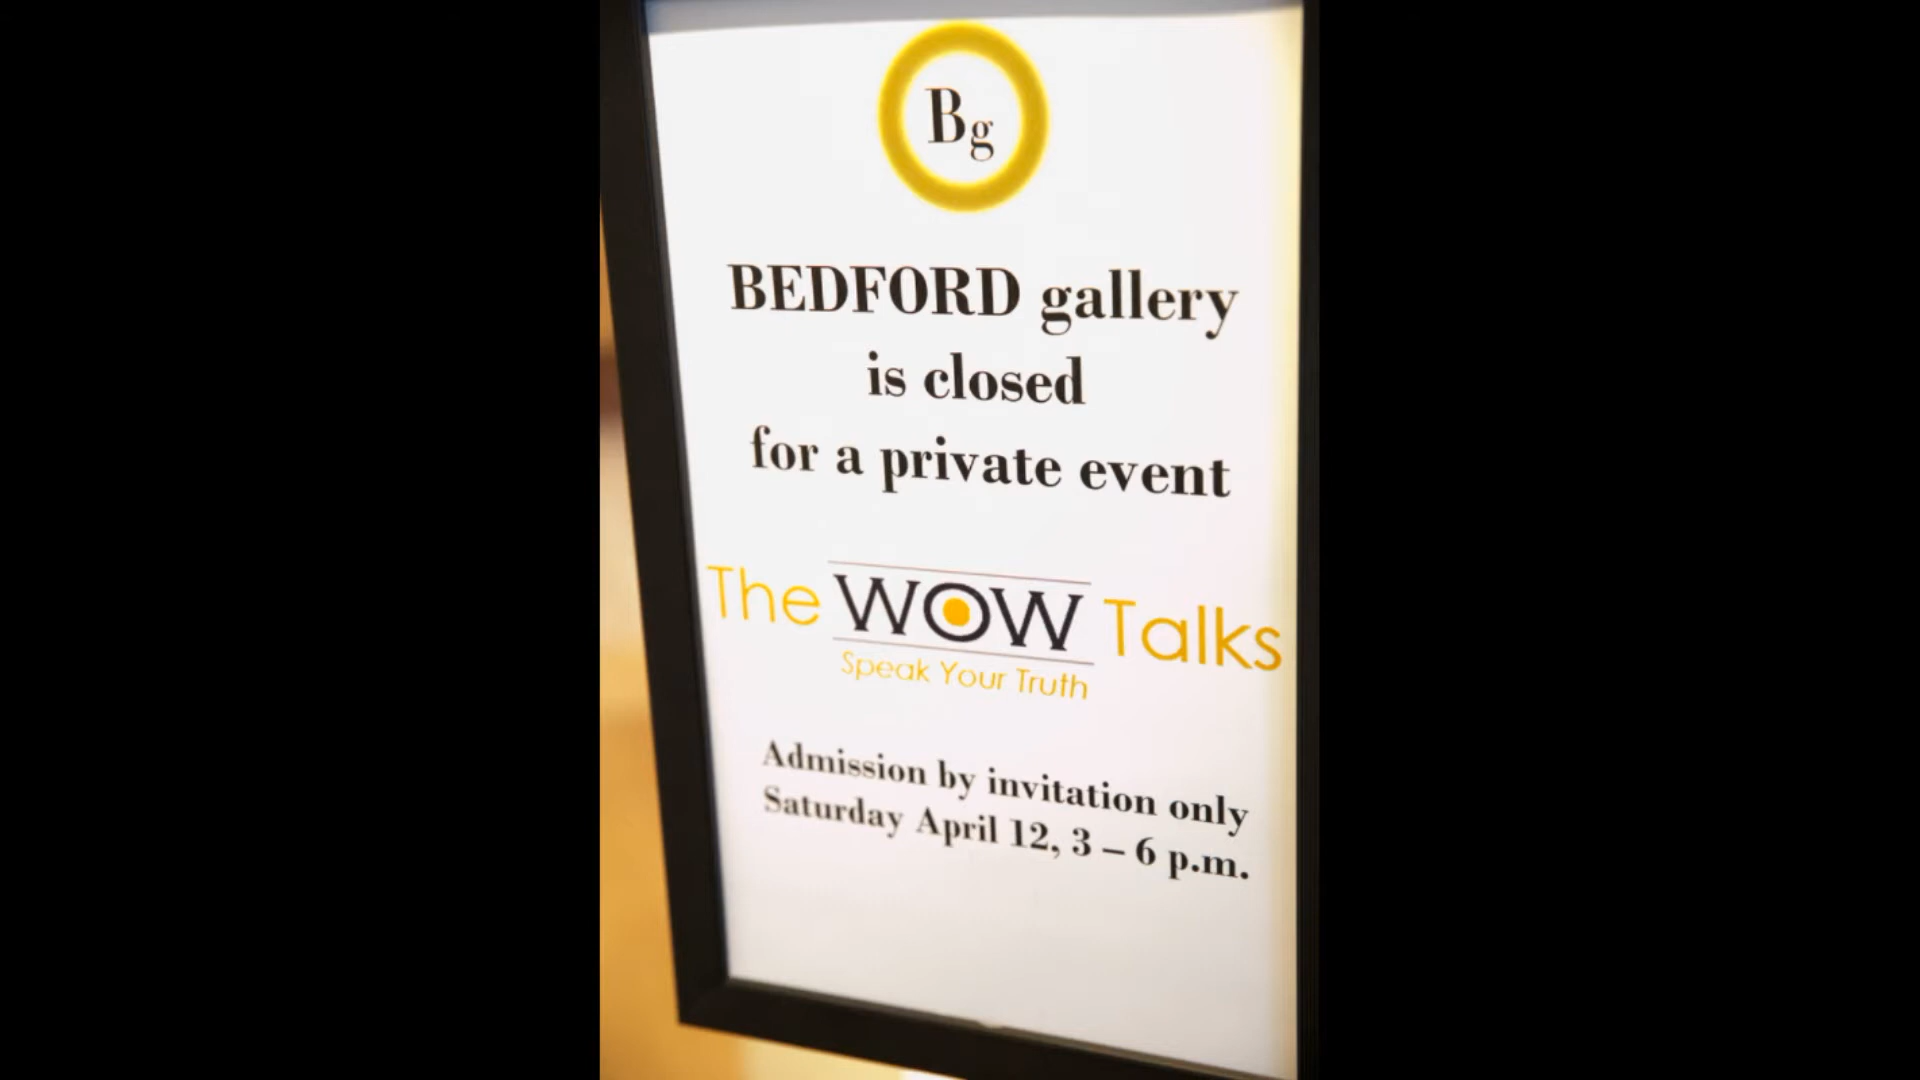 Bg
BEDFORD gallery
is closed
for a private event
The WOW Talks
Speak Your Truth
Admission by invitation only
Saturday April 12, 3 – 6 p.m.